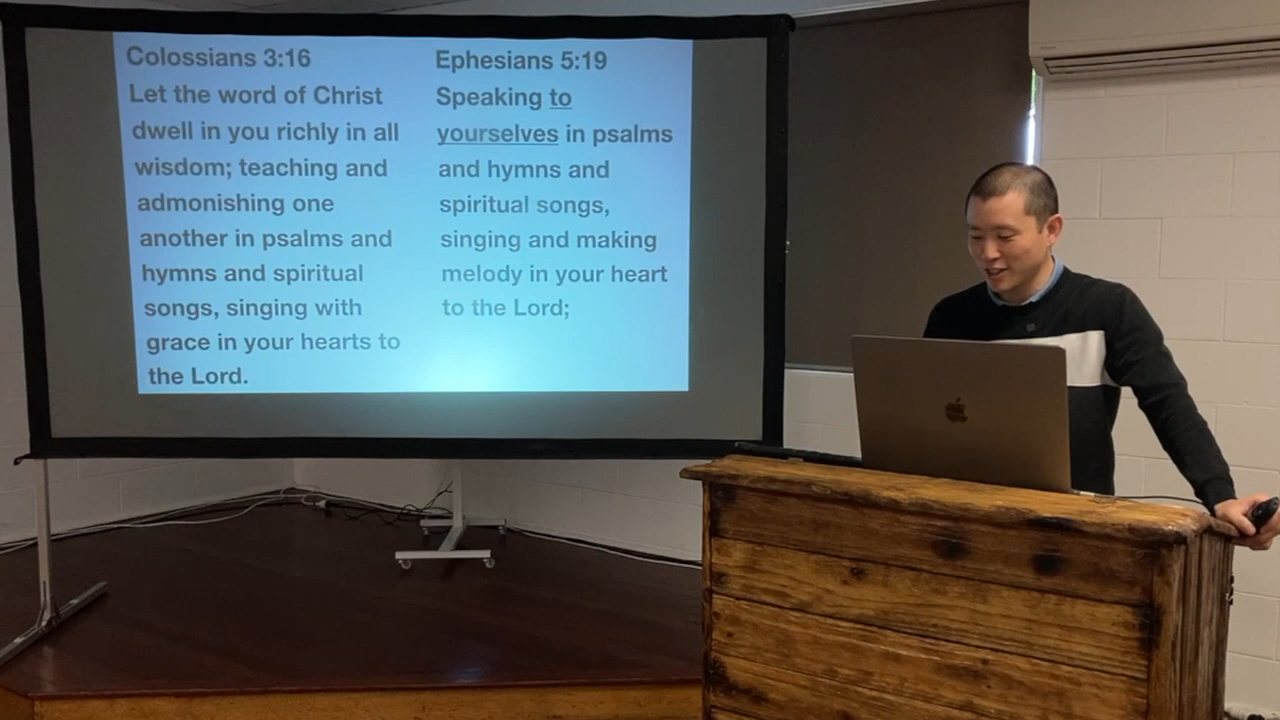 Colossians 3:16
Let the word of Christ
dwell in you richly in all
wisdom; teaching and
admonishing one
another in psalms and
hymns and spiritual
songs, singing with
grace in your hearts to
the Lord.
Ephesians 5:19
Speaking to
yourselves in psalms
and hymns and
spiritual songs,
singing and making
melody in your heart
to the Lord;